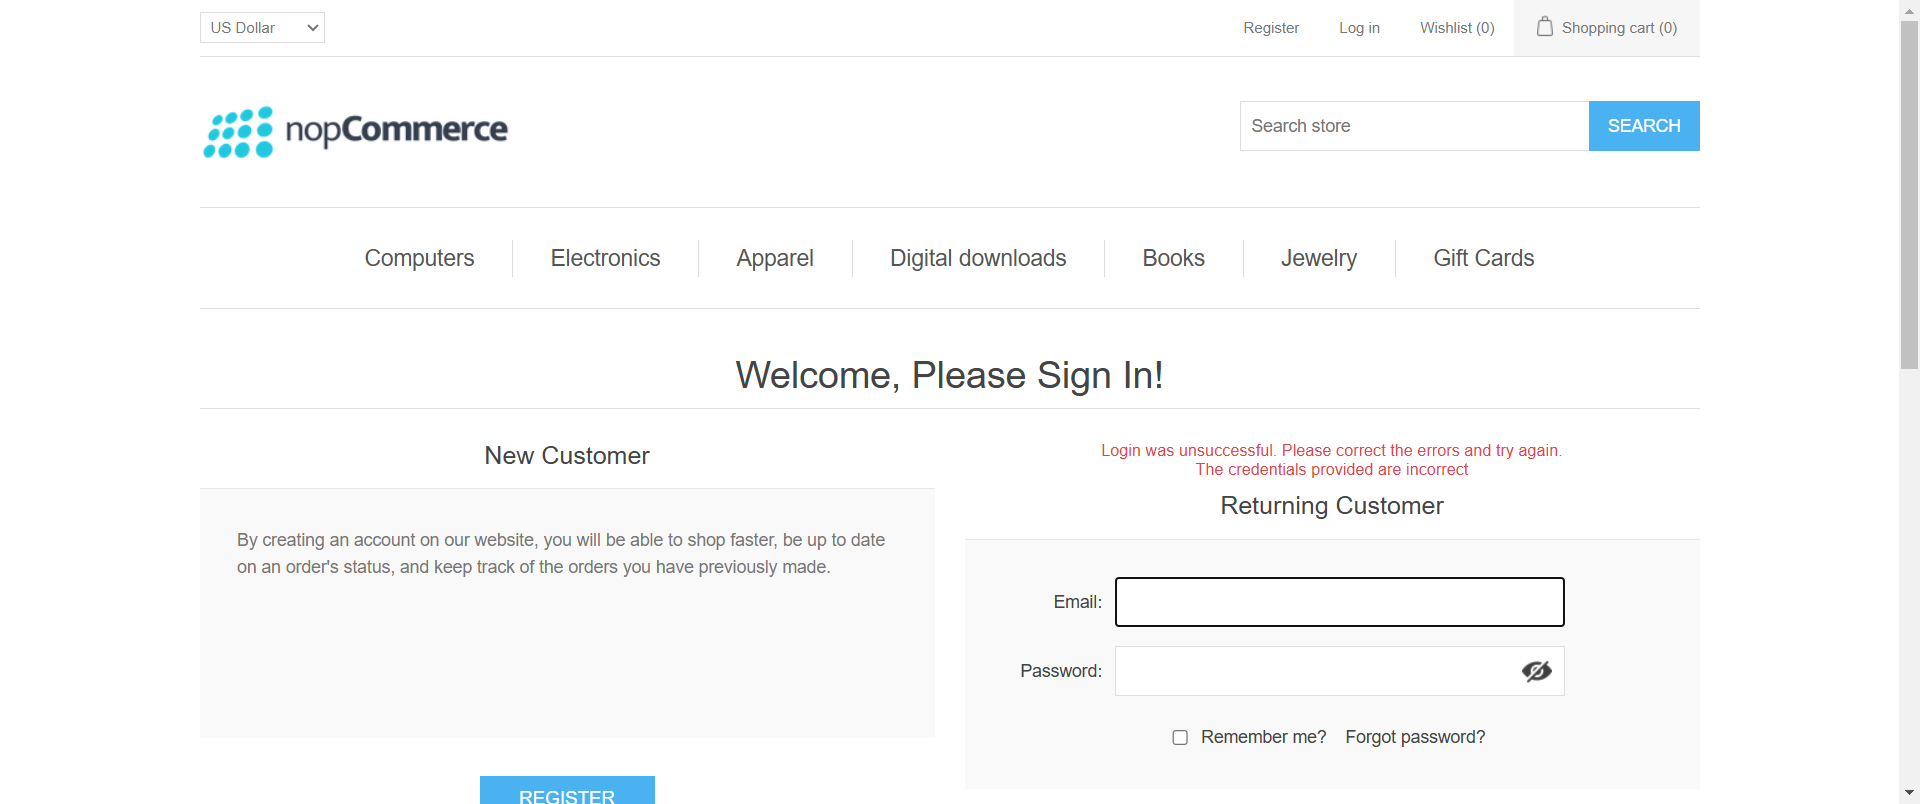 US Dollar
Register
Log in
Wishlist (0)
Shopping cart (0)
nopCommerce
Search store
SEARCH
Computers
Electronics
Apparel
Digital downloads
Books
Jewelry
Gift Cards
Welcome, Please Sign In!
New Customer
By creating an account on our website, you will be able to shop faster, be up to date
on an order's status, and keep track of the orders you have previously made.
REGISTER
Login was unsuccessful. Please correct the errors and try again.
The credentials provided are incorrect
Returning Customer
Email:
Password:
Remember me?
Forgot password?